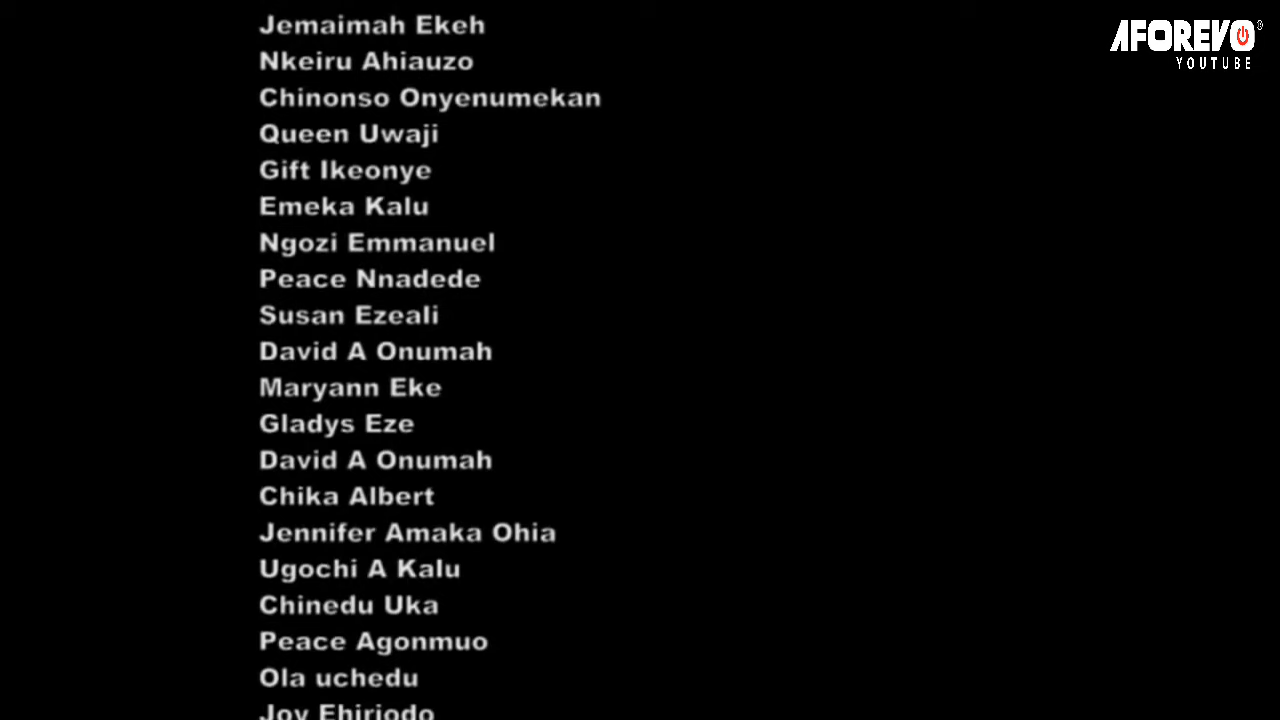 Jemaimah Ekeh
Nkeiru Ahiauzo
Chinonso Onyenumekan
Queen Uwaji
Gift Ikeonye
Emeka Kalu
Ngozi Emmanuel
Peace Nnadede
Susan Ezeali
David A Onumah
Maryann Eke
Gladys Eze
David A Onumah
Chika Albert
Jennifer Amaka Ohia
Ugochi A Kalu
Chinedu Uka
Peace Agonmuo
Ola uchedu
Joy Ehiriodo
AFOREVO®
YOUTUBE